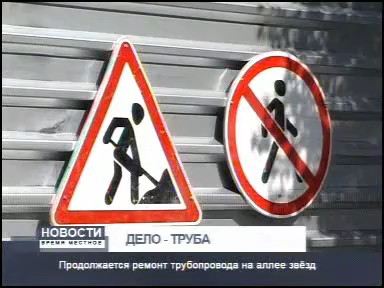 НОВОСТИ
ВРЕМЯ МЕСТНОЕ
ДЕЛО - ТРУБА
Продолжается ремонт трубопровода на аллее звёзд